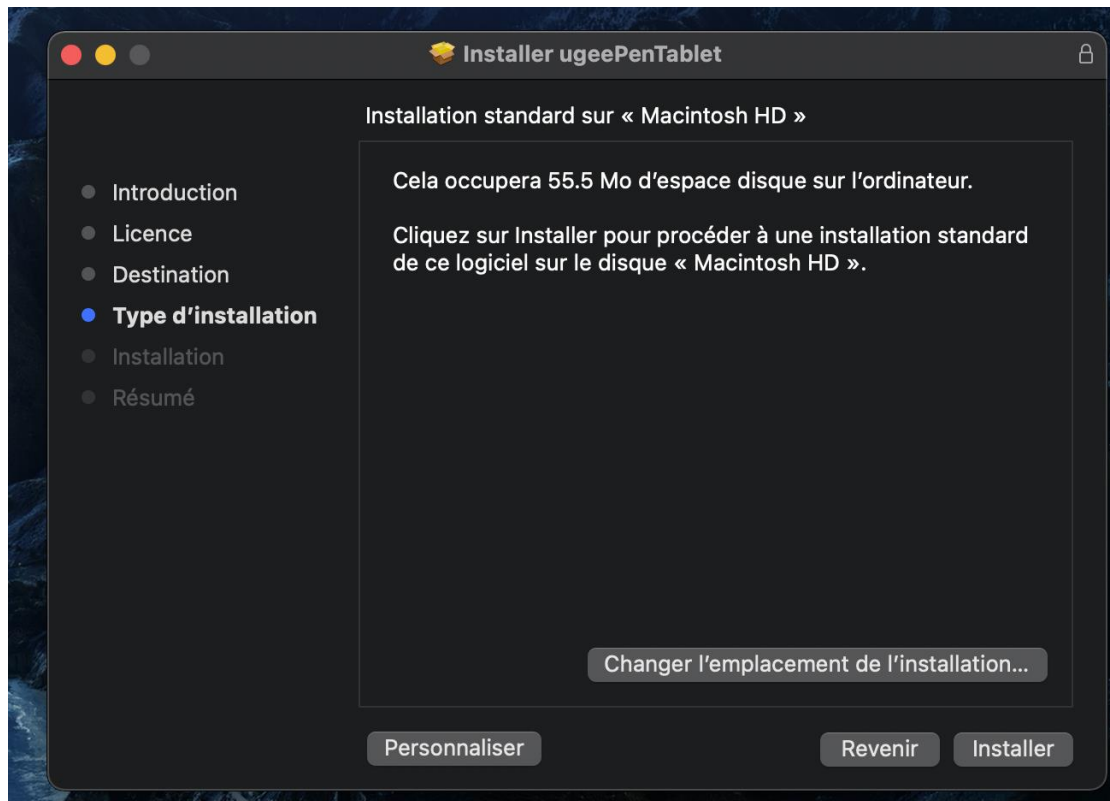 Installer ugeePenTablet
Installation standard sur « Macintosh HD »
Introduction
Licence
Destination
Type d’installation
Installation
Résumé
Cela occupera 55.5 Mo d’espace disque sur l’ordinateur.
Cliquez sur Installer pour procéder à une installation standard
de ce logiciel sur le disque « Macintosh HD ».
Changer l’emplacement de l’installation...
Personnaliser
Revenir
Installer